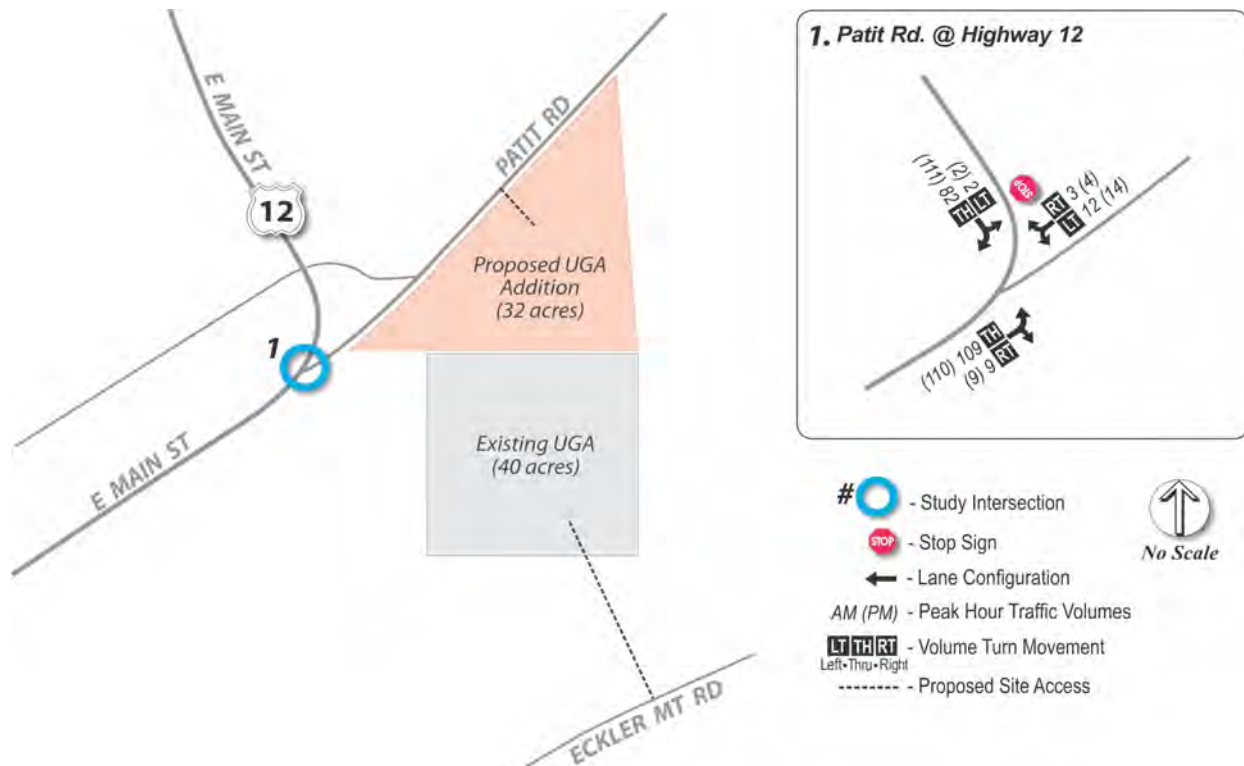 E MAIN ST
12
PATIT RD
Proposed UGA
Addition
(32 acres)
1
Existing UGA
(40 acres)
E MAIN ST
ECKLER MT RD
1. Patit Rd. @ Highway 12
(2) 2 LT
(111) 82 TH
STOP
RT 3 (4)
LT 12 (14)
(110) 109 TH
(9) 9 RT
# - Study Intersection
STOP - Stop Sign
- Lane Configuration
AM (PM) - Peak Hour Traffic Volumes
LT TH RT - Volume Turn Movement
Left•Thru•Right
- Proposed Site Access
No Scale